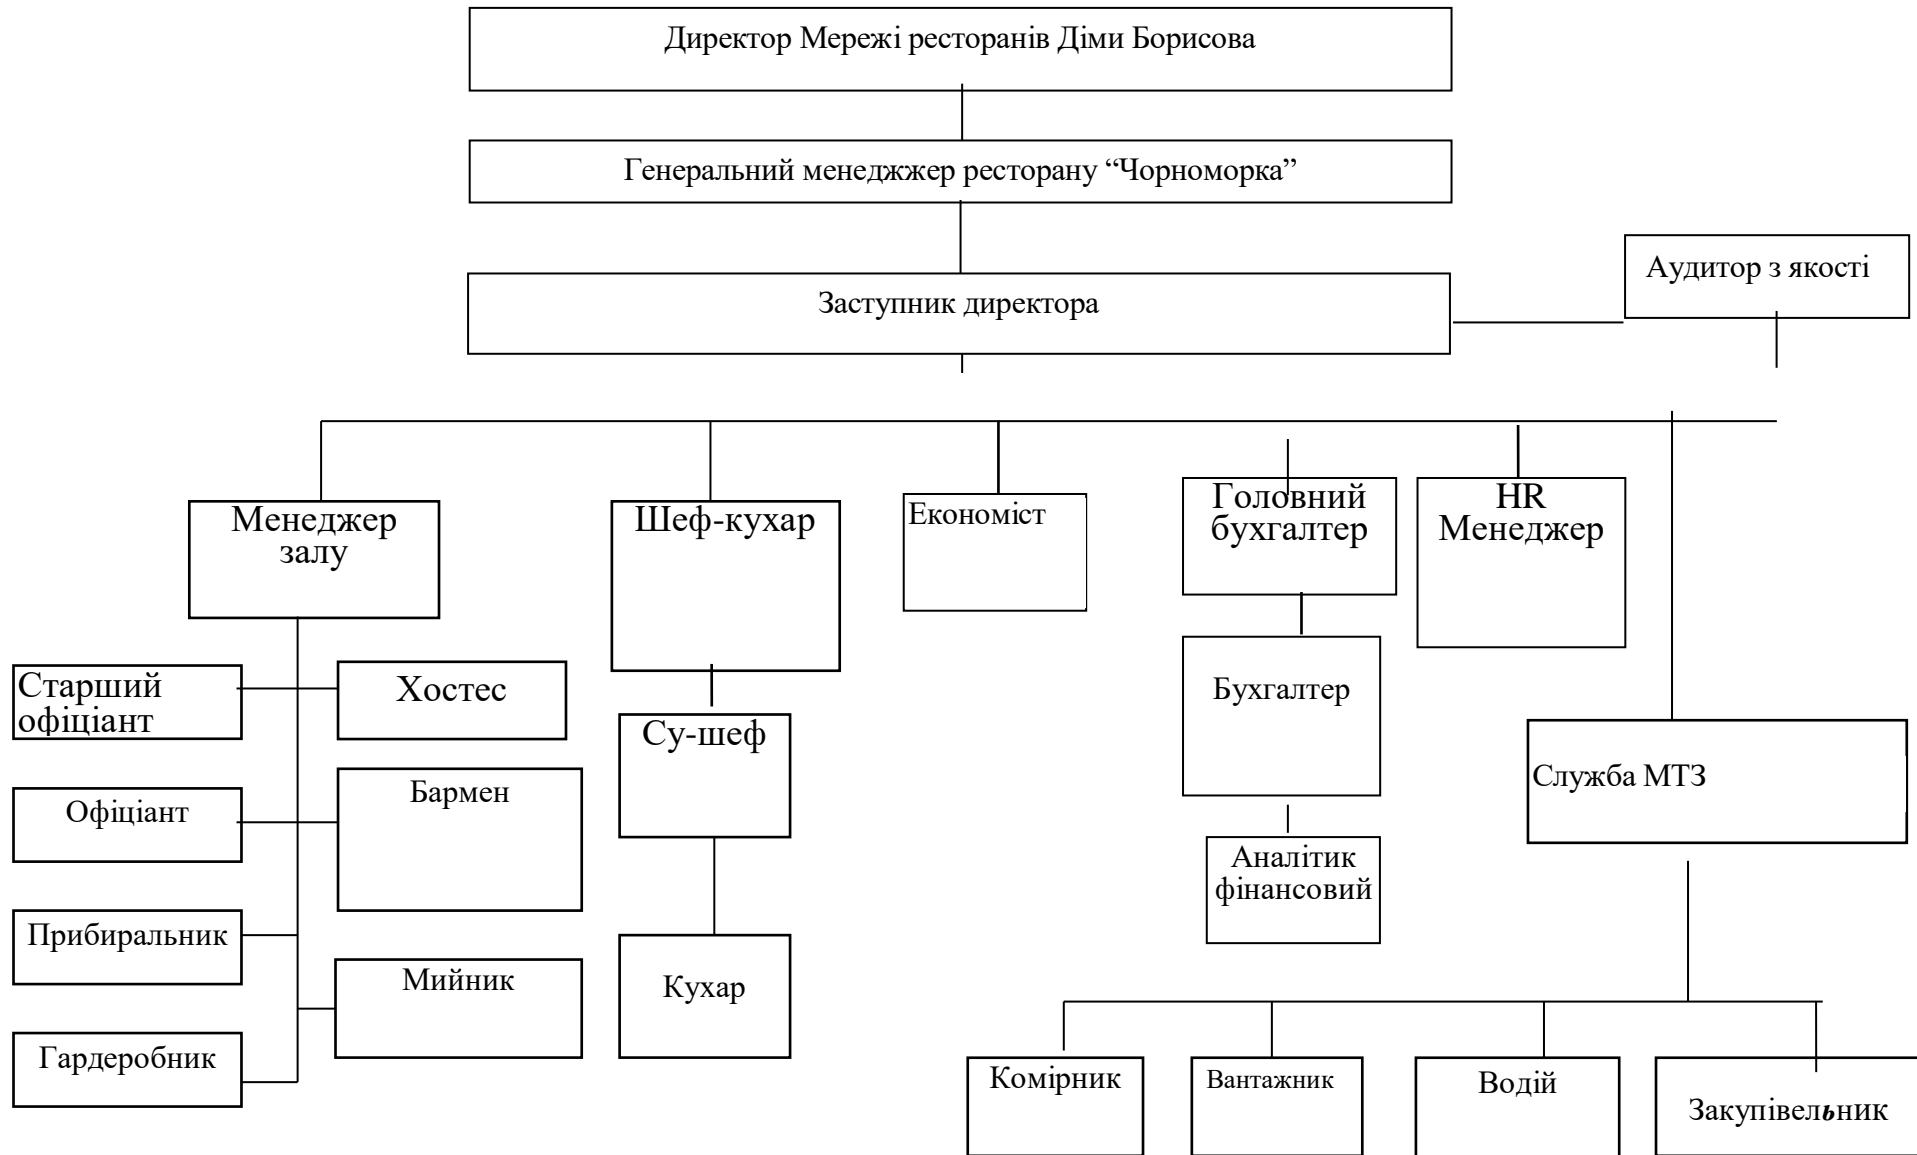 Директор Мережі ресторанів Діми Борисова
Генеральний менеджжер ресторану “Чорноморка”
Аудитор з якості
Заступник директора
Менеджер
залу
Шеф-кухар
Економіст
Головний
бухгалтер
HR
Менеджер
Старший
офіціант
Хостес
Су-шеф
Бухгалтер
Служба МТЗ
Офіціант
Бармен
Аналітик
фінансовий
Прибиральник
Мийник
Кухар
Гардеробник
Комірник
Вантажник
Водій
Закупівельник